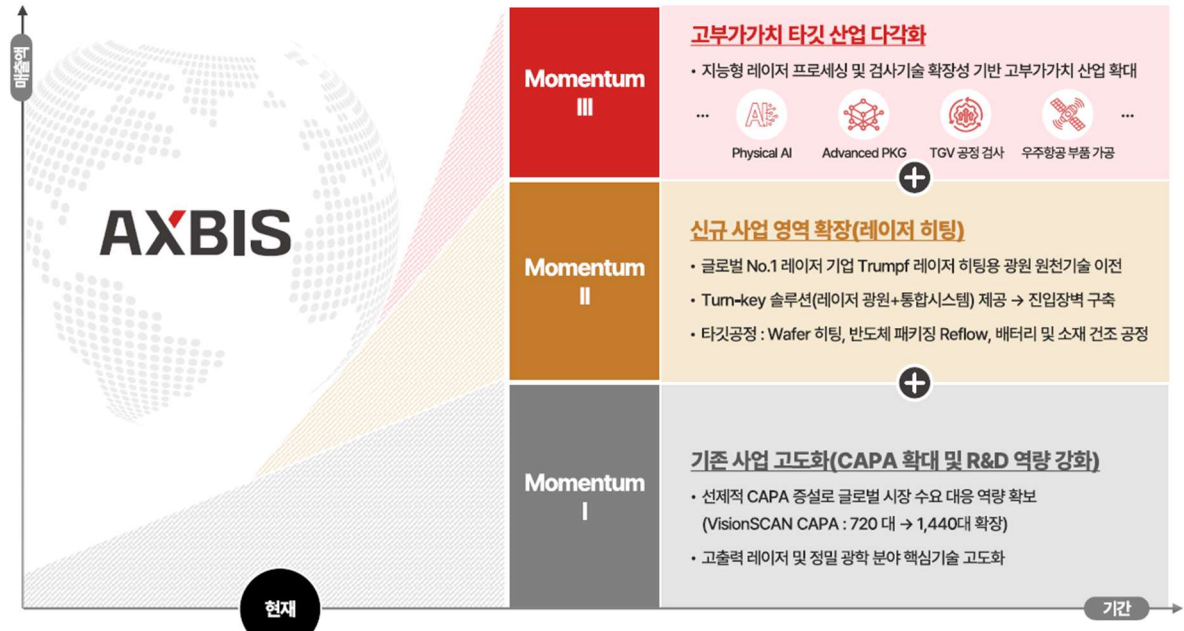 매출액
AXBIS
현재
기간
Momentum
III
고부가가치 타깃 산업 다각화
• 지능형 레이저 프로세싱 및 검사기술 확장성 기반 고부가가치 산업 확대
...
AI
...
Physical AI
Advanced PKG
TGV 공정 검사
우주항공 부품 가공
+
Momentum
II
신규 사업 영역 확장(레이저 히팅)
• 글로벌 No.1 레이저 기업 Trumpf 레이저 히팅용 광원 원천기술 이전
• Turn-key 솔루션(레이저 광원+통합시스템) 제공 → 진입장벽 구축
• 타깃공정 : Wafer 히팅, 반도체 패키징 Reflow, 배터리 및 소재 건조 공정
+
Momentum
I
기존 사업 고도화(CAPA 확대 및 R&D 역량 강화)
• 선제적 CAPA 증설로 글로벌 시장 수요 대응 역량 확보
(VisionSCAN CAPA : 720 대 → 1,440대 확장)
• 고출력 레이저 및 정밀 광학 분야 핵심기술 고도화